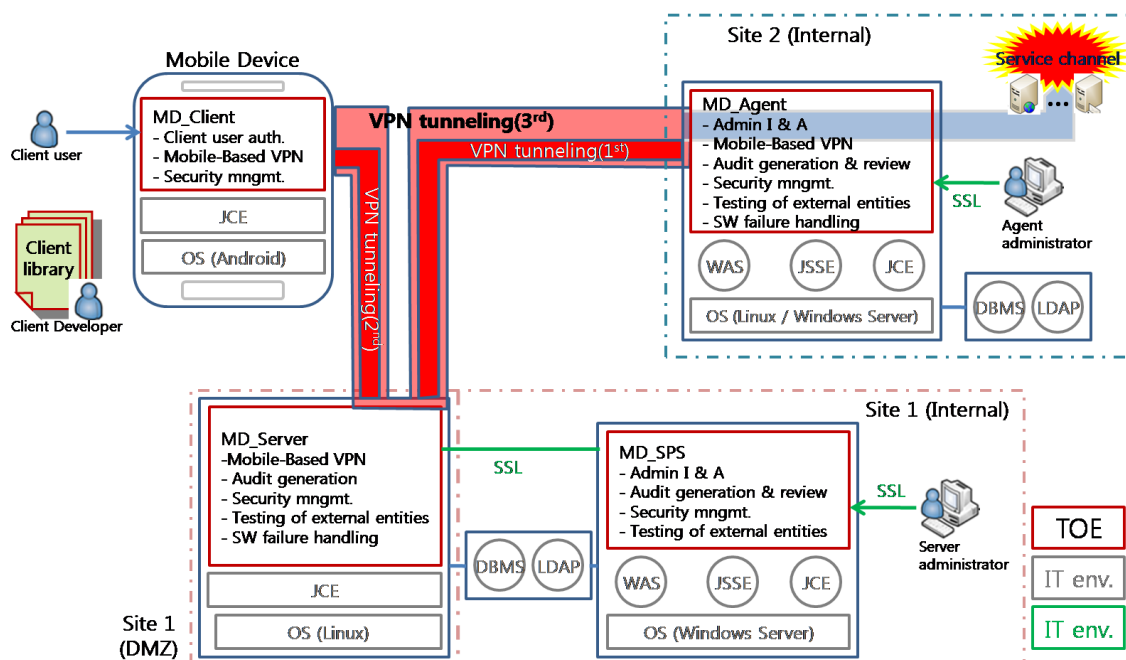 Mobile Device
MD_Client
- Client user auth.
- Mobile-Based VPN
- Security mngmt.
JCE
OS (Android)
Client user
Client
library
Client Developer
VPN tunneling(3rd)
VPN tunneling(1st)
VPN tunneling(2nd)
Site 2 (Internal)
Service channel
...
MD_Agent
- Admin I & A
- Mobile-Based VPN
- Audit generation & review
- Security mngmt.
- Testing of external entities
- SW failure handling
WAS
JSSE
JCE
OS (Linux / Windows Server)
SSL
Agent
administrator
DBMS
LDAP
Site 1 (Internal)
MD_Server
-Mobile-Based VPN
- Audit generation
- Security mngmt.
- Testing of external entities
- SW failure handling
JCE
OS (Linux)
Site 1
(DMZ)
SSL
DBMS
LDAP
MD_SPS
- Admin I & A
- Audit generation & review
- Security mngmt.
- Testing of external entities
WAS
JSSE
JCE
OS (Windows Server)
SSL
Server
administrator
TOE
IT env.
IT env.